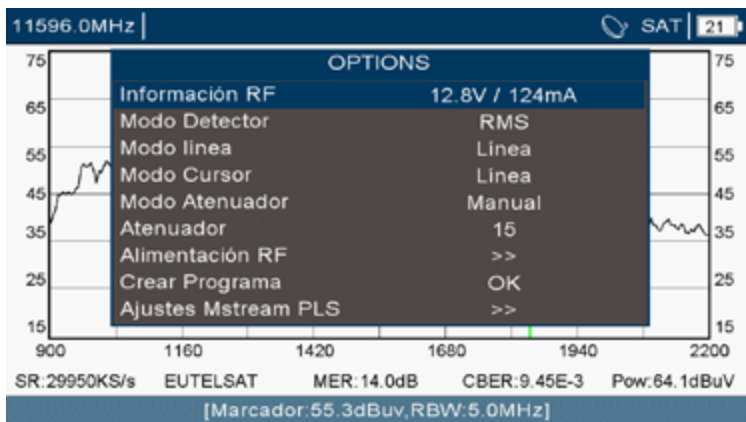 11596.0MHz SAT 21
OPTIONS
75 75
Información RF 12.8V / 124mA
65 65
Modo Detector RMS
Modo linea Linea
55 55
Modo Cursor Linea
45 45
Modo Atenuador Manual
35 35
Atenuador 15
Alimentación RF >>
25 25
Crear Programa OK
Ajustes Mstream PLS >>
15 15
900 1160 1420 1680 1940 2200
SR:29950KS/s EUTELSAT MER:14.0dB CBER:9.45E-3 Pow:64.1dBuV
[Marcador:55.3dBuv,RBW:5.0MHz]